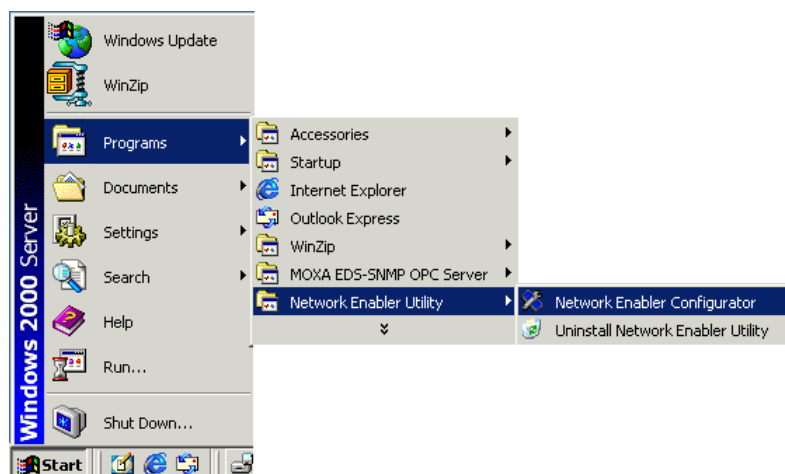 Windows 2000 Server
Windows Update
WinZip
Programs
Documents
Settings
Search
Help
Run...
Shut Down...
Accessories
Startup
Internet Explorer
Outlook Express
WinZip
MOXA EDS-SNMP OPC Server
Network Enabler Utility
Network Enabler Configurator
Uninstall Network Enabler Utility
Start